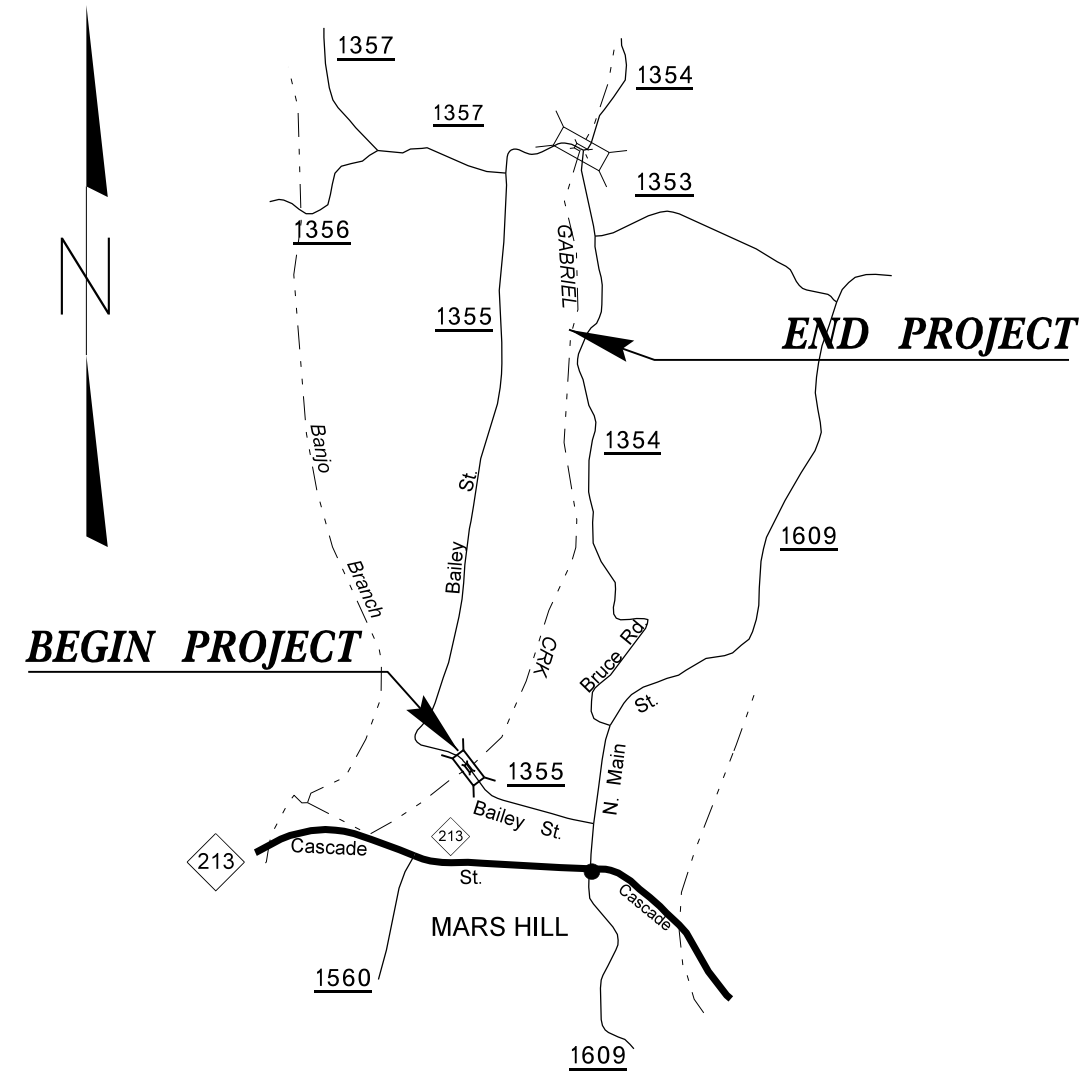 1357
1354
1357
1353
1356
GABRIEL
N
1355
END PROJECT
1354
Banjo
St.
1609
Bailey
Branch
Bruce Rd.
BEGIN PROJECT
CRK
St.
N. Main
1355
Bailey St.
213
213
Cascade
St.
Cascade
MARS HILL
1560
1609